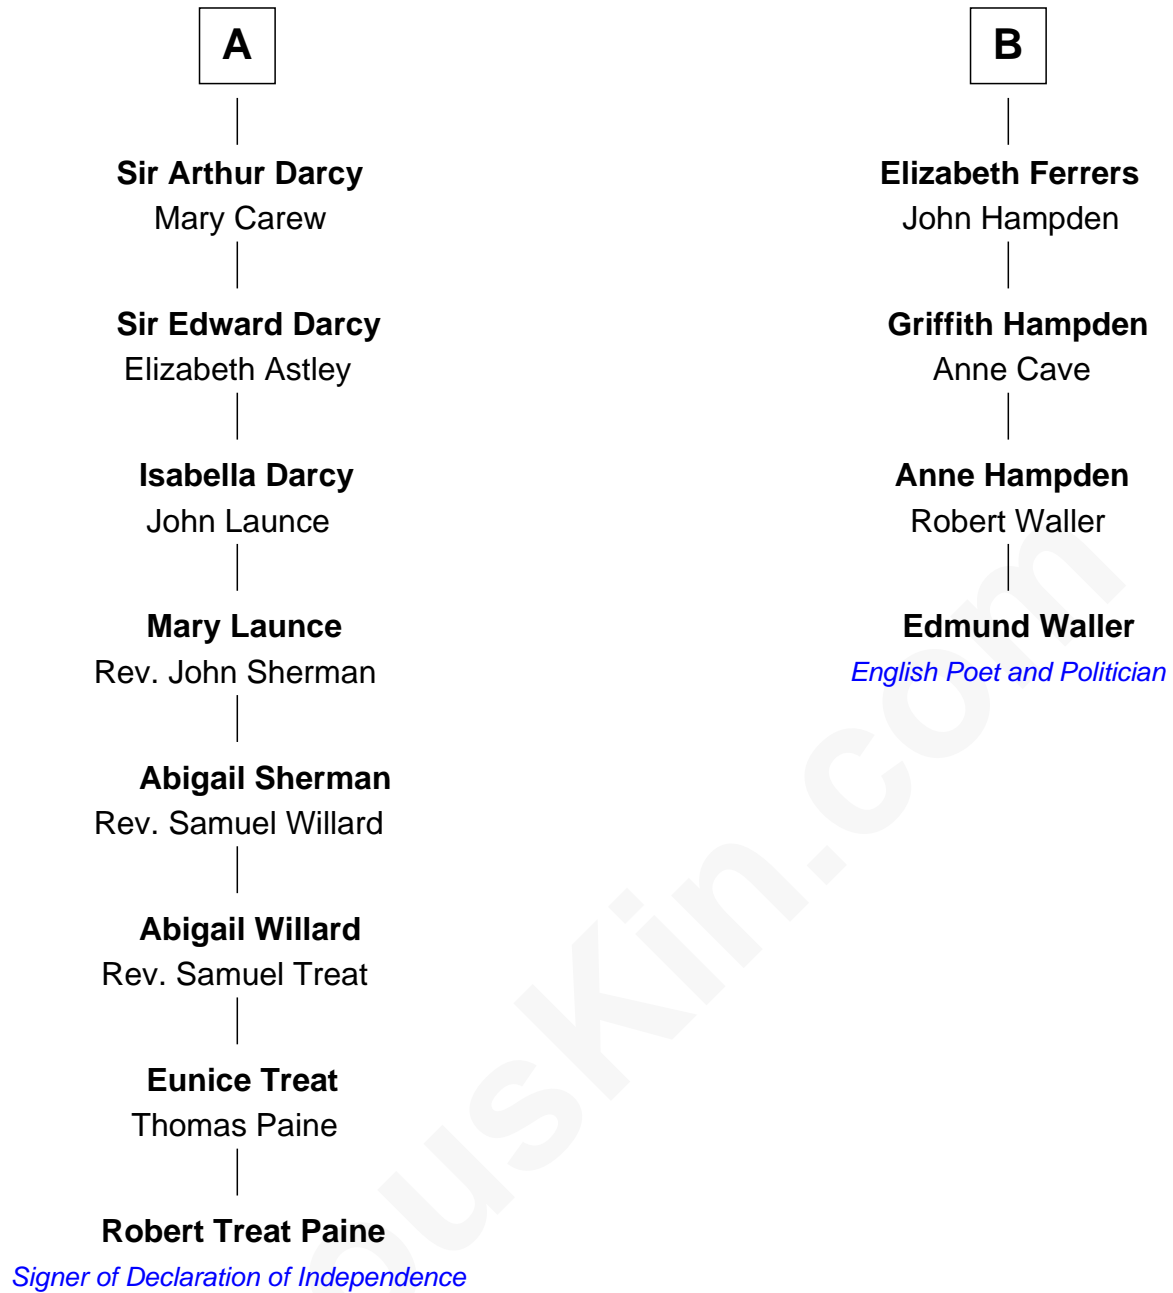 A
Sir Arthur Darcy
Mary Carew
Sir Edward Darcy
Elizabeth Astley
Isabella Darcy
John Launce
Mary Launce
Rev. John Sherman
Abigail Sherman
Rev. Samuel Willard
Abigail Willard
Rev. Samuel Treat
Eunice Treat
Thomas Paine
Robert Treat Paine
Signer of Declaration of Independence
B
Elizabeth Ferrers
John Hampden
Griffith Hampden
Anne Cave
Anne Hampden
Robert Waller
Edmund Waller
English Poet and Politician